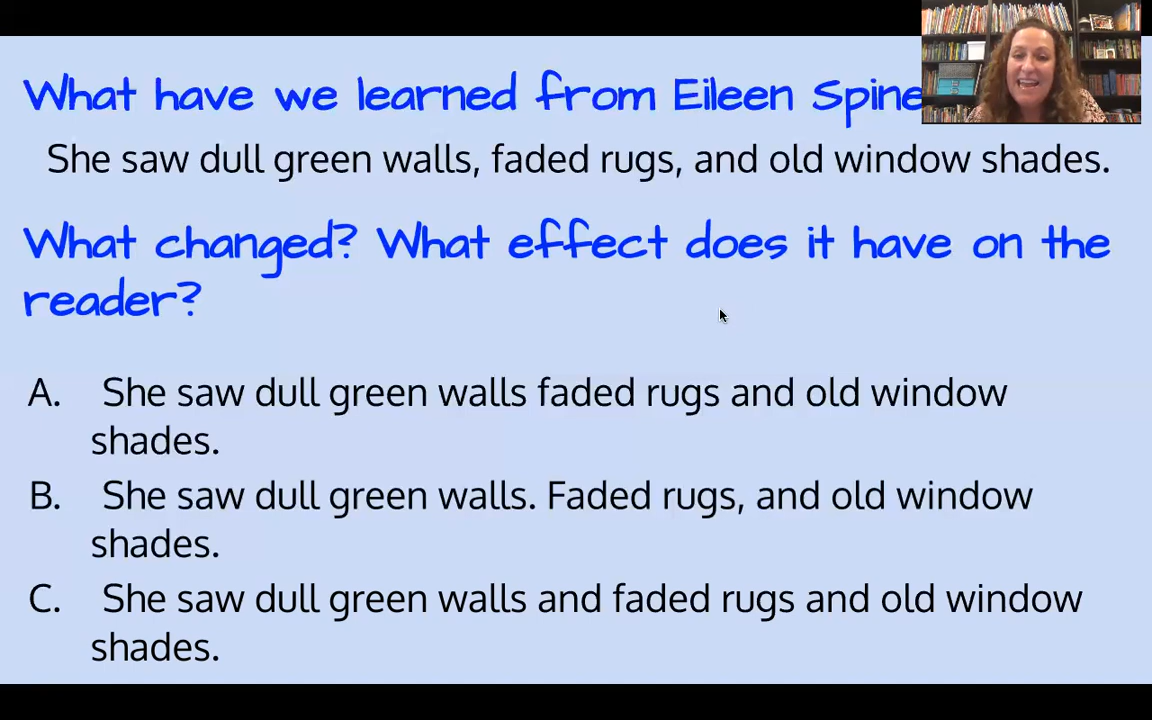 What have we learned from Eileen Spine
She saw dull green walls, faded rugs, and old window shades.
What changed? What effect does it have on the
reader?
A. She saw dull green walls faded rugs and old window
shades.
B. She saw dull green walls. Faded rugs, and old window
shades.
C. She saw dull green walls and faded rugs and old window
shades.